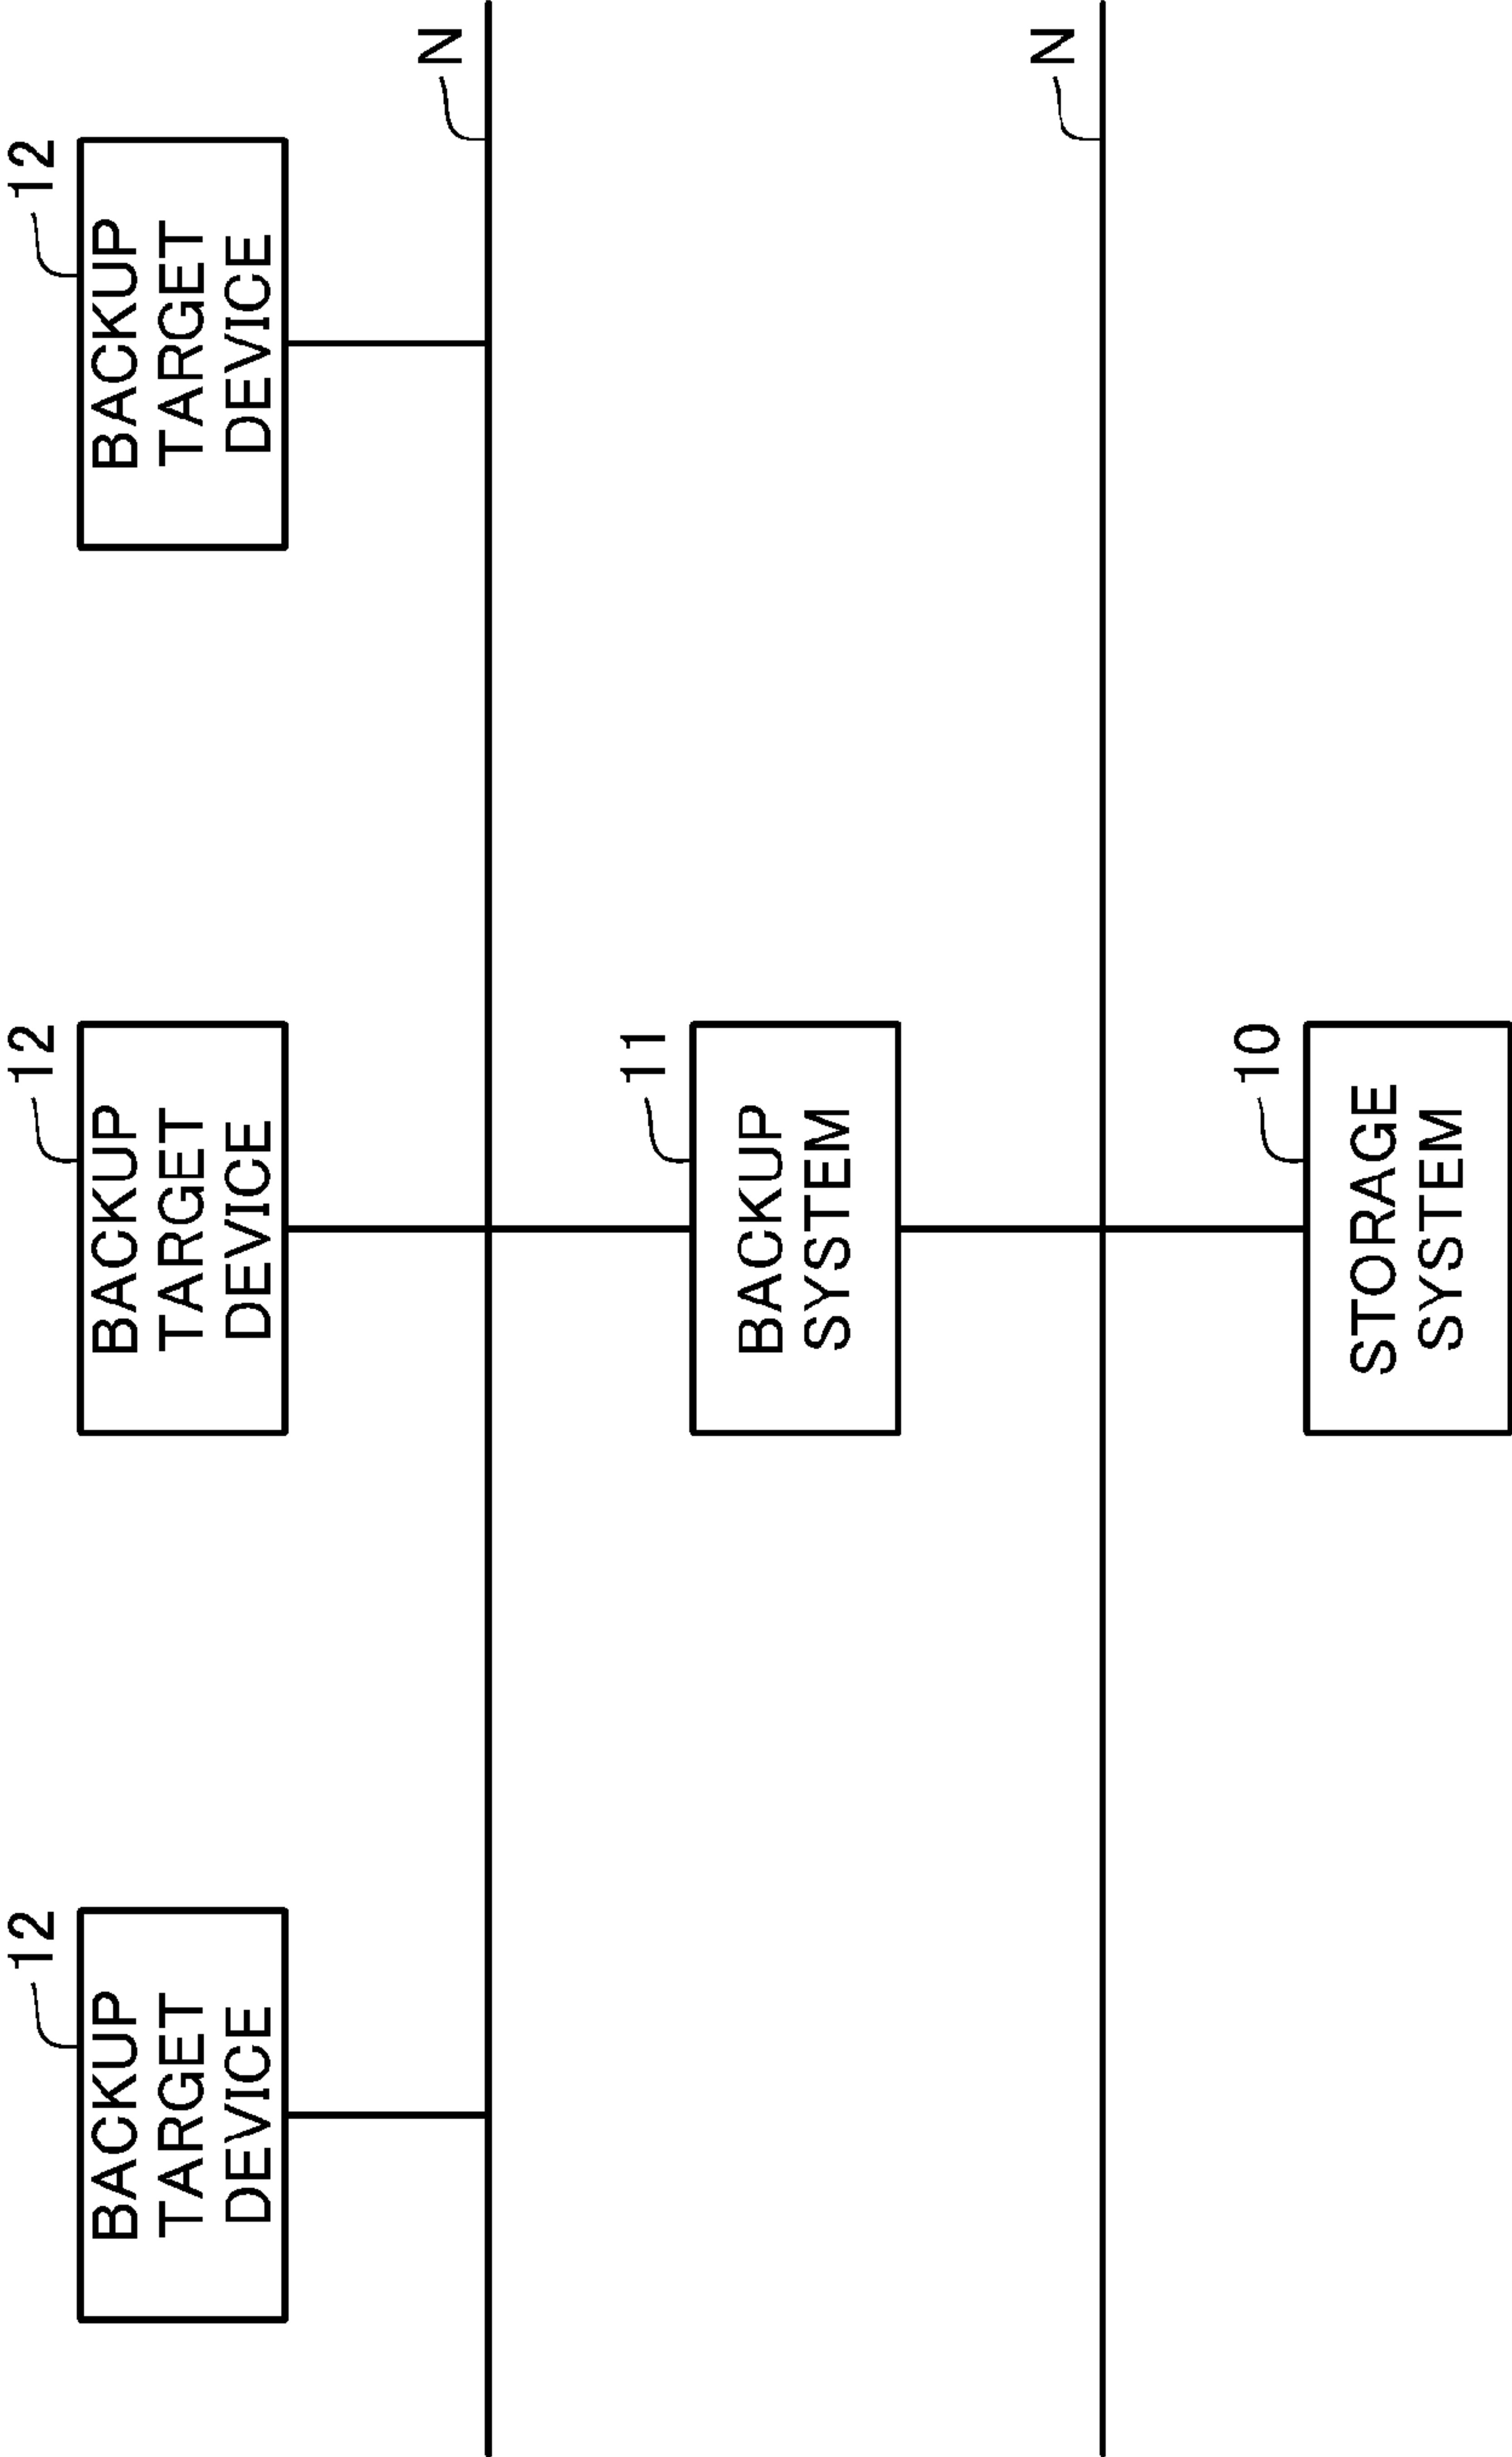 12
BACKUP
TARGET
DEVICE
12
BACKUP
TARGET
DEVICE
12
BACKUP
TARGET
DEVICE
N
11
BACKUP
SYSTEM
N
10
STORAGE
SYSTEM